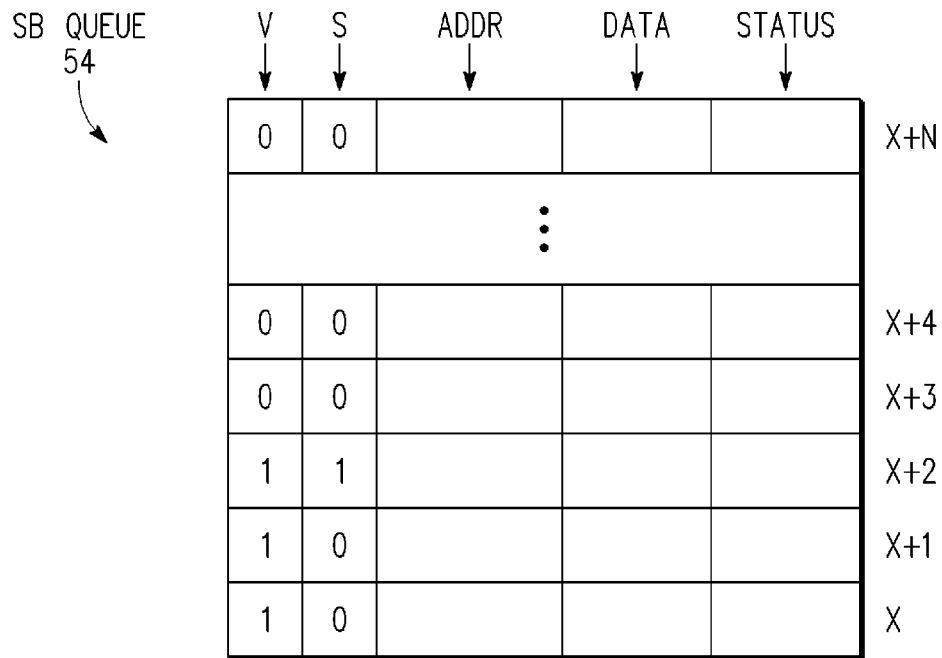 SB QUEUE 54 V S ADDR DATA STATUS
0 0 X+N
0 0 X+4
0 0 X+3
1 1 X+2
1 0 X+1
1 0 X